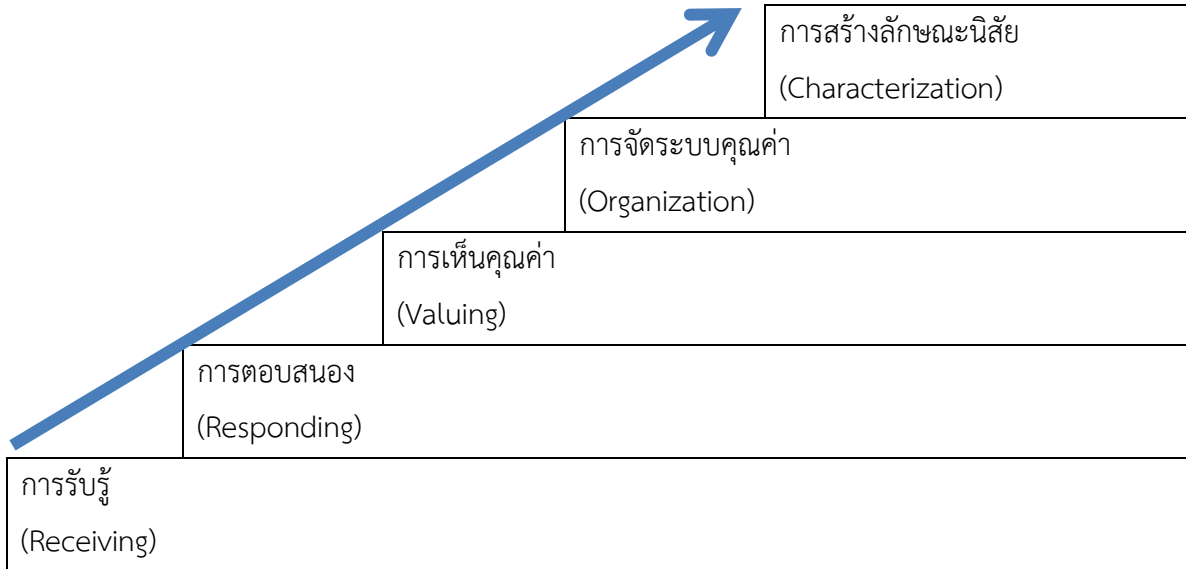 การสร้างลักษณะนิสัย
(Characterization)
การจัดระบบคุณค่า
(Organization)
การเห็นคุณค่า
(Valuing)
การตอบสนอง
(Responding)
การรับรู้
(Receiving)